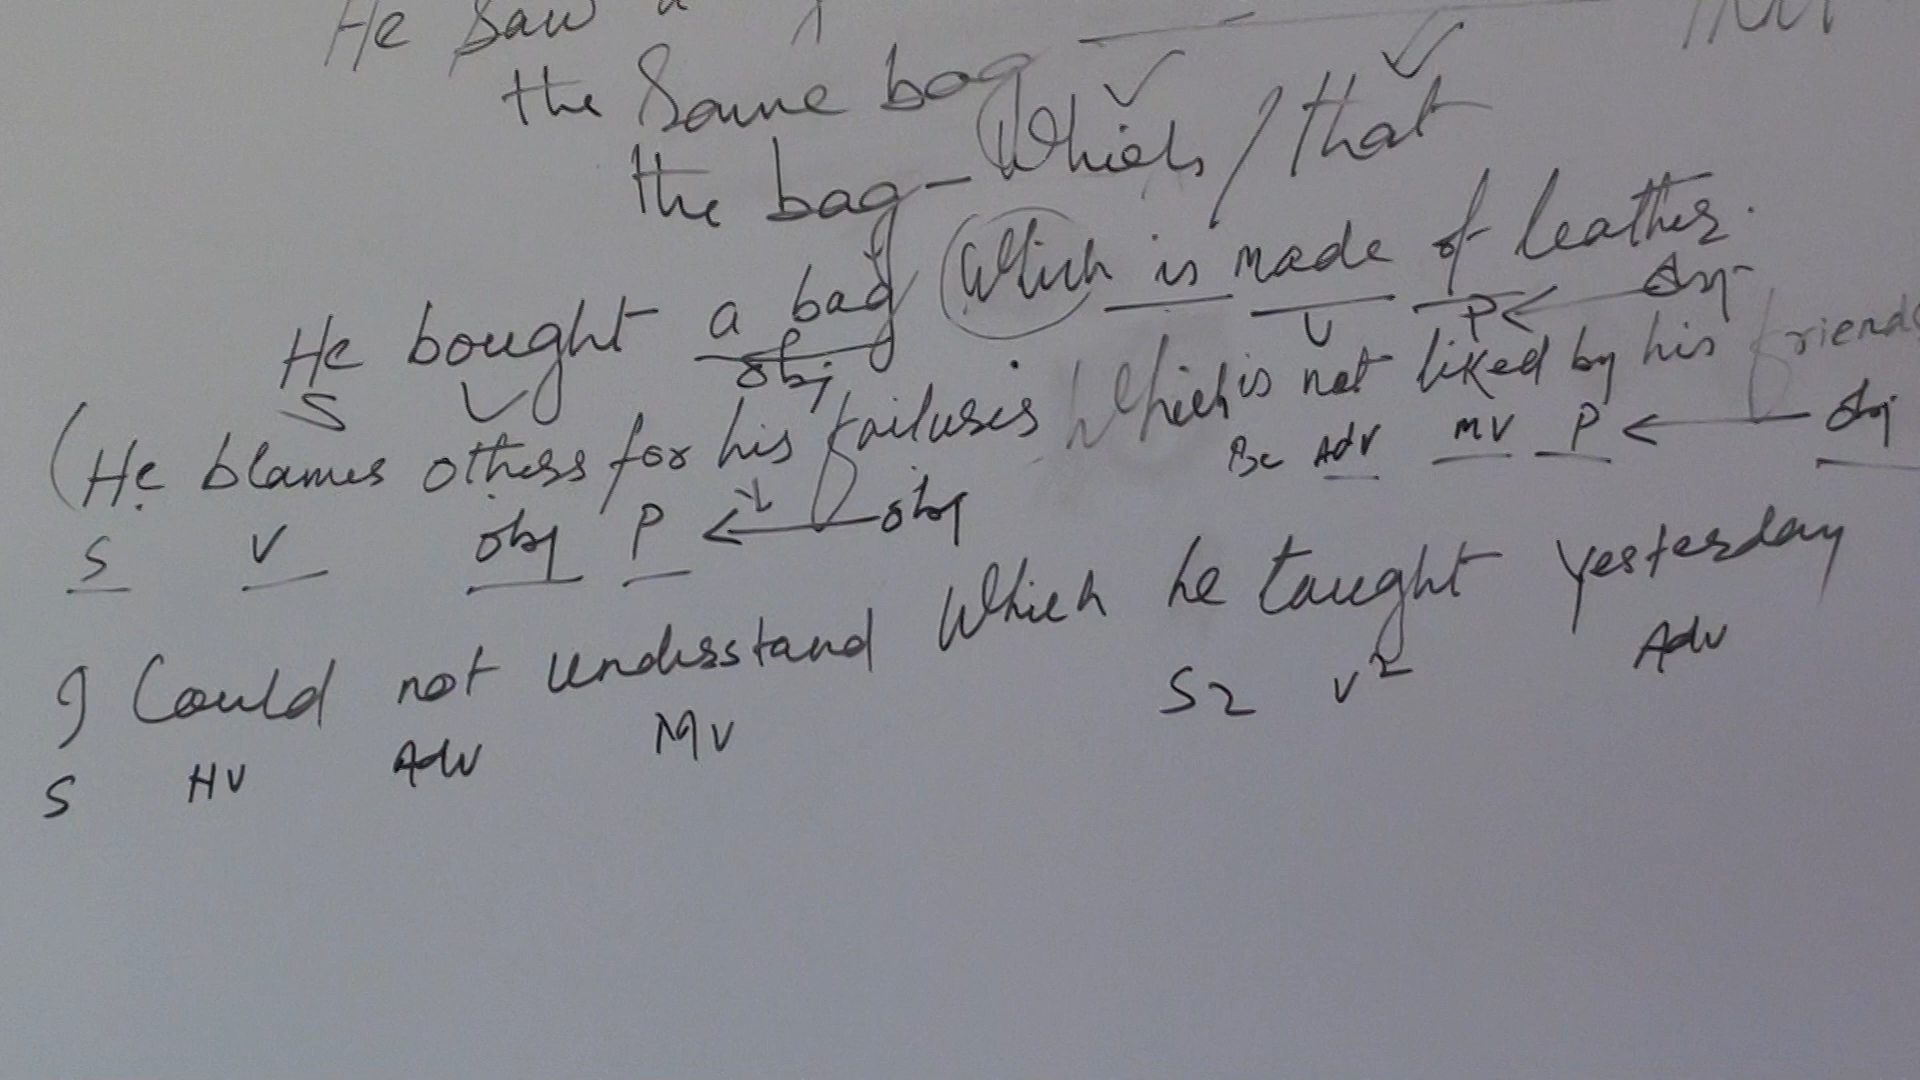 He saw a
the same bag
the bag - which / that
He bought a bag which is made of leather.
S V obj V P ← obj
(He blames others for his failures which is not liked by his friends
S V obj P ← obj Be Adv MV P ← obj
I Could not understand which he taught yesterday
S HV Adv MV S2 V2 Adv